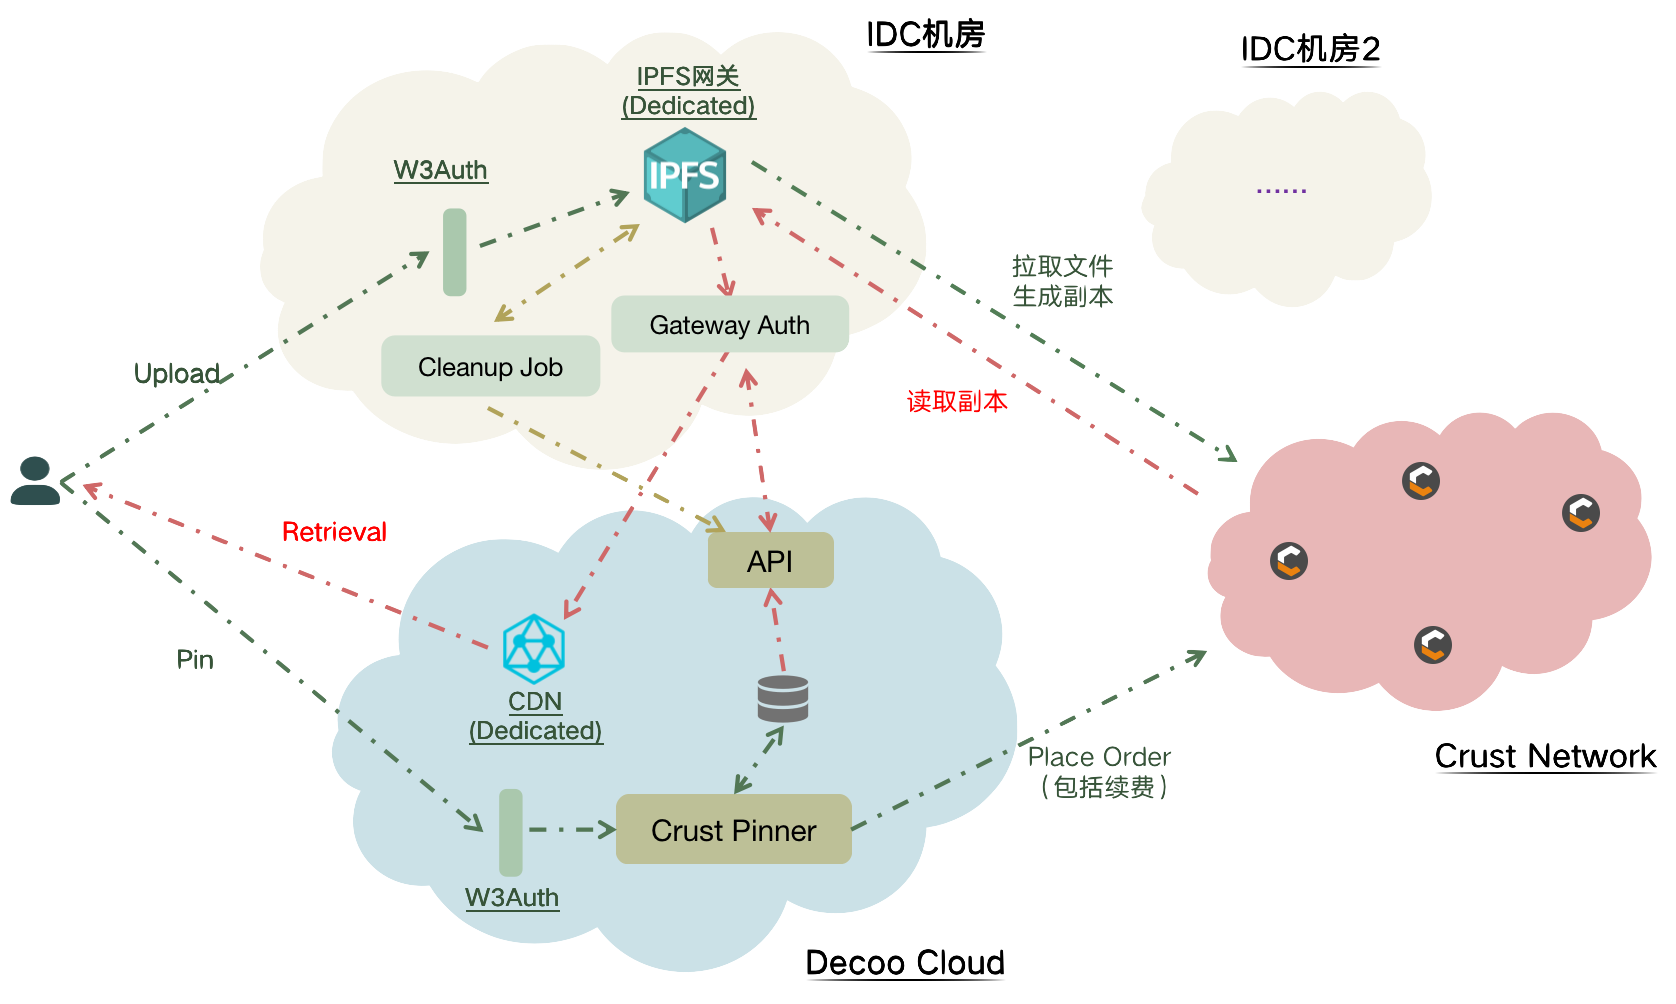 IDC机房
IDC机房2
IPFS网关
(Dedicated)
W3Auth
IPFS
......
拉取文件
生成副本
Gateway Auth
Cleanup Job
Upload
读取副本
Retrieval
API
Pin
CDN
(Dedicated)
Place Order
（包括续费）
Crust Network
Crust Pinner
W3Auth
Decoo Cloud